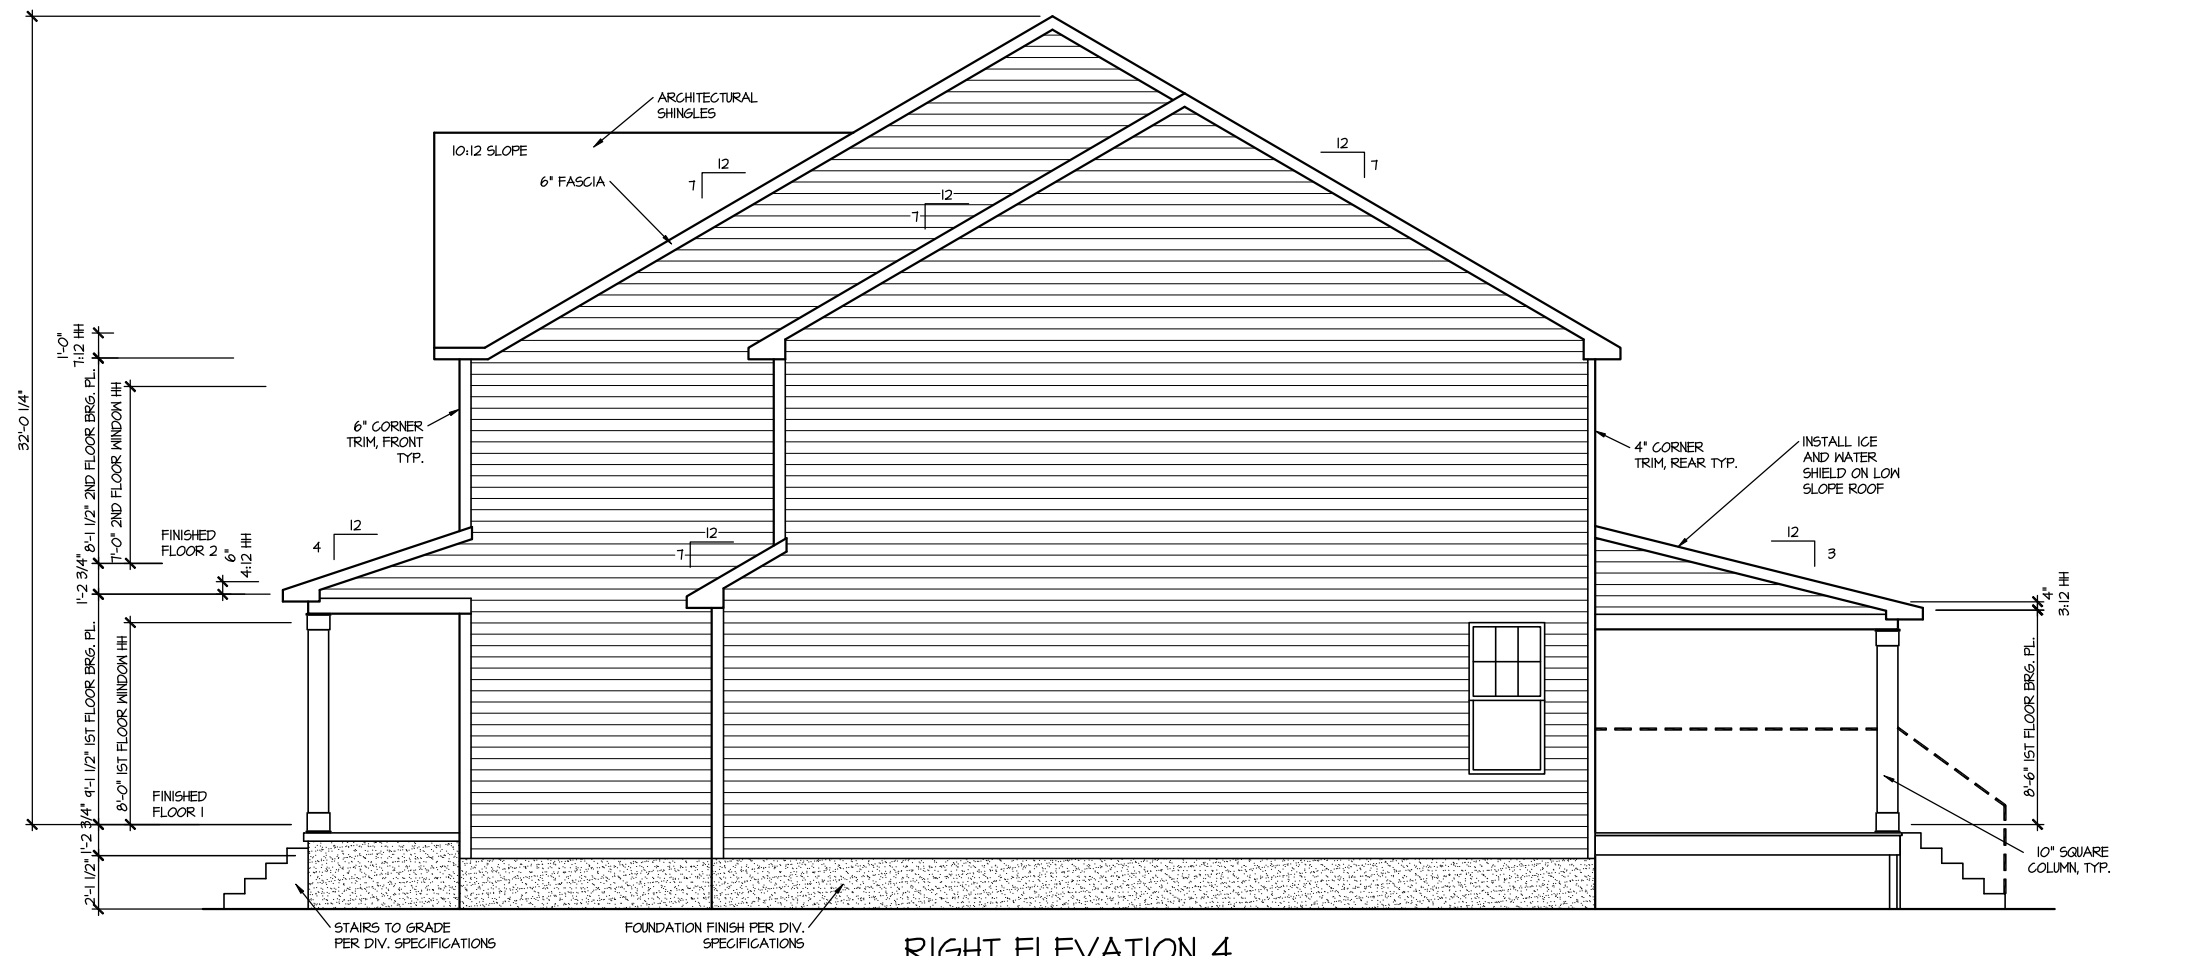 ARCHITECTURAL
SHINGLES
10:12 SLOPE
6" FASCIA
12
7
12
7
12
7
32'-0 1/4"
1'-0"
7:12 HH
8'-1 1/2" 2ND FLOOR BRG. PL.
7'-0" 2ND FLOOR WINDOW HH
6" CORNER
TRIM, FRONT
TYP.
4" CORNER
TRIM, REAR TYP.
INSTALL ICE
AND WATER
SHIELD ON LOW
SLOPE ROOF
FINISHED
FLOOR 2
6"
4:12 HH
1'-2 3/4"
12
4
12
7
12
3
4"
3:12 HH
9'-1 1/2" 1ST FLOOR BRG. PL.
8'-0" 1ST FLOOR WINDOW HH
8'-6" 1ST FLOOR BRG. PL.
FINISHED
FLOOR 1
1'-2 3/4"
2'-1 1/2"
10" SQUARE
COLUMN, TYP.
STAIRS TO GRADE
PER DIV. SPECIFICATIONS
FOUNDATION FINISH PER DIV.
SPECIFICATIONS
RIGHT ELEVATION 4